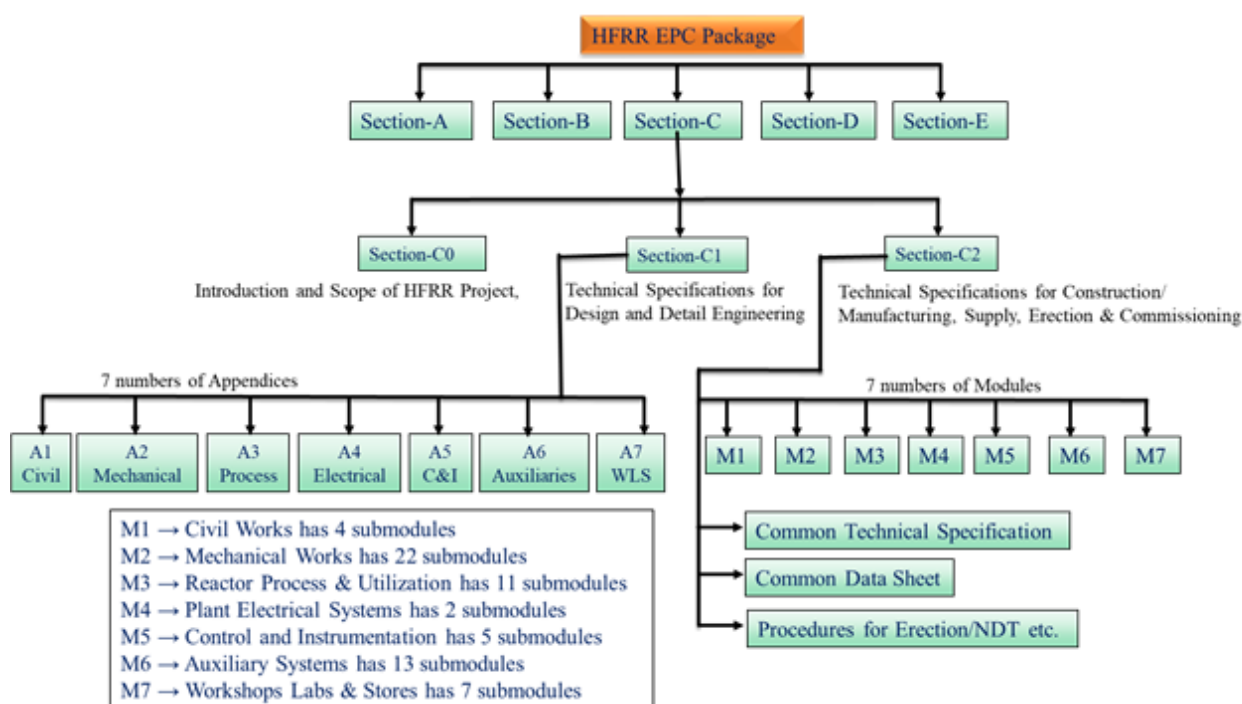 HFRR EPC Package
Section-A
Section-B
Section-C
Section-D
Section-E
Section-C0
Section-C1
Section-C2
Introduction and Scope of HFRR Project,
Technical Specifications for
Design and Detail Engineering
Technical Specifications for Construction/
Manufacturing, Supply, Erection & Commissioning
7 numbers of Appendices
A1
Civil
A2
Mechanical
A3
Process
A4
Electrical
A5
C&I
A6
Auxiliaries
A7
WLS
7 numbers of Modules
M1
M2
M3
M4
M5
M6
M7
Common Technical Specification
Common Data Sheet
Procedures for Erection/NDT etc.
M1 → Civil Works has 4 submodules
M2 → Mechanical Works has 22 submodules
M3 → Reactor Process & Utilization has 11 submodules
M4 → Plant Electrical Systems has 2 submodules
M5 → Control and Instrumentation has 5 submodules
M6 → Auxiliary Systems has 13 submodules
M7 → Workshops Labs & Stores has 7 submodules